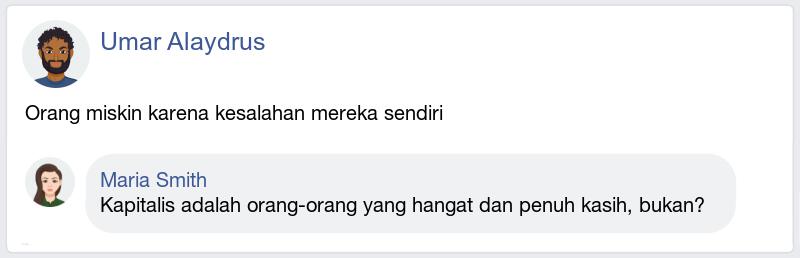 Umar Alaydrus
Orang miskin karena kesalahan mereka sendiri
Maria Smith
Kapitalis adalah orang-orang yang hangat dan penuh kasih, bukan?